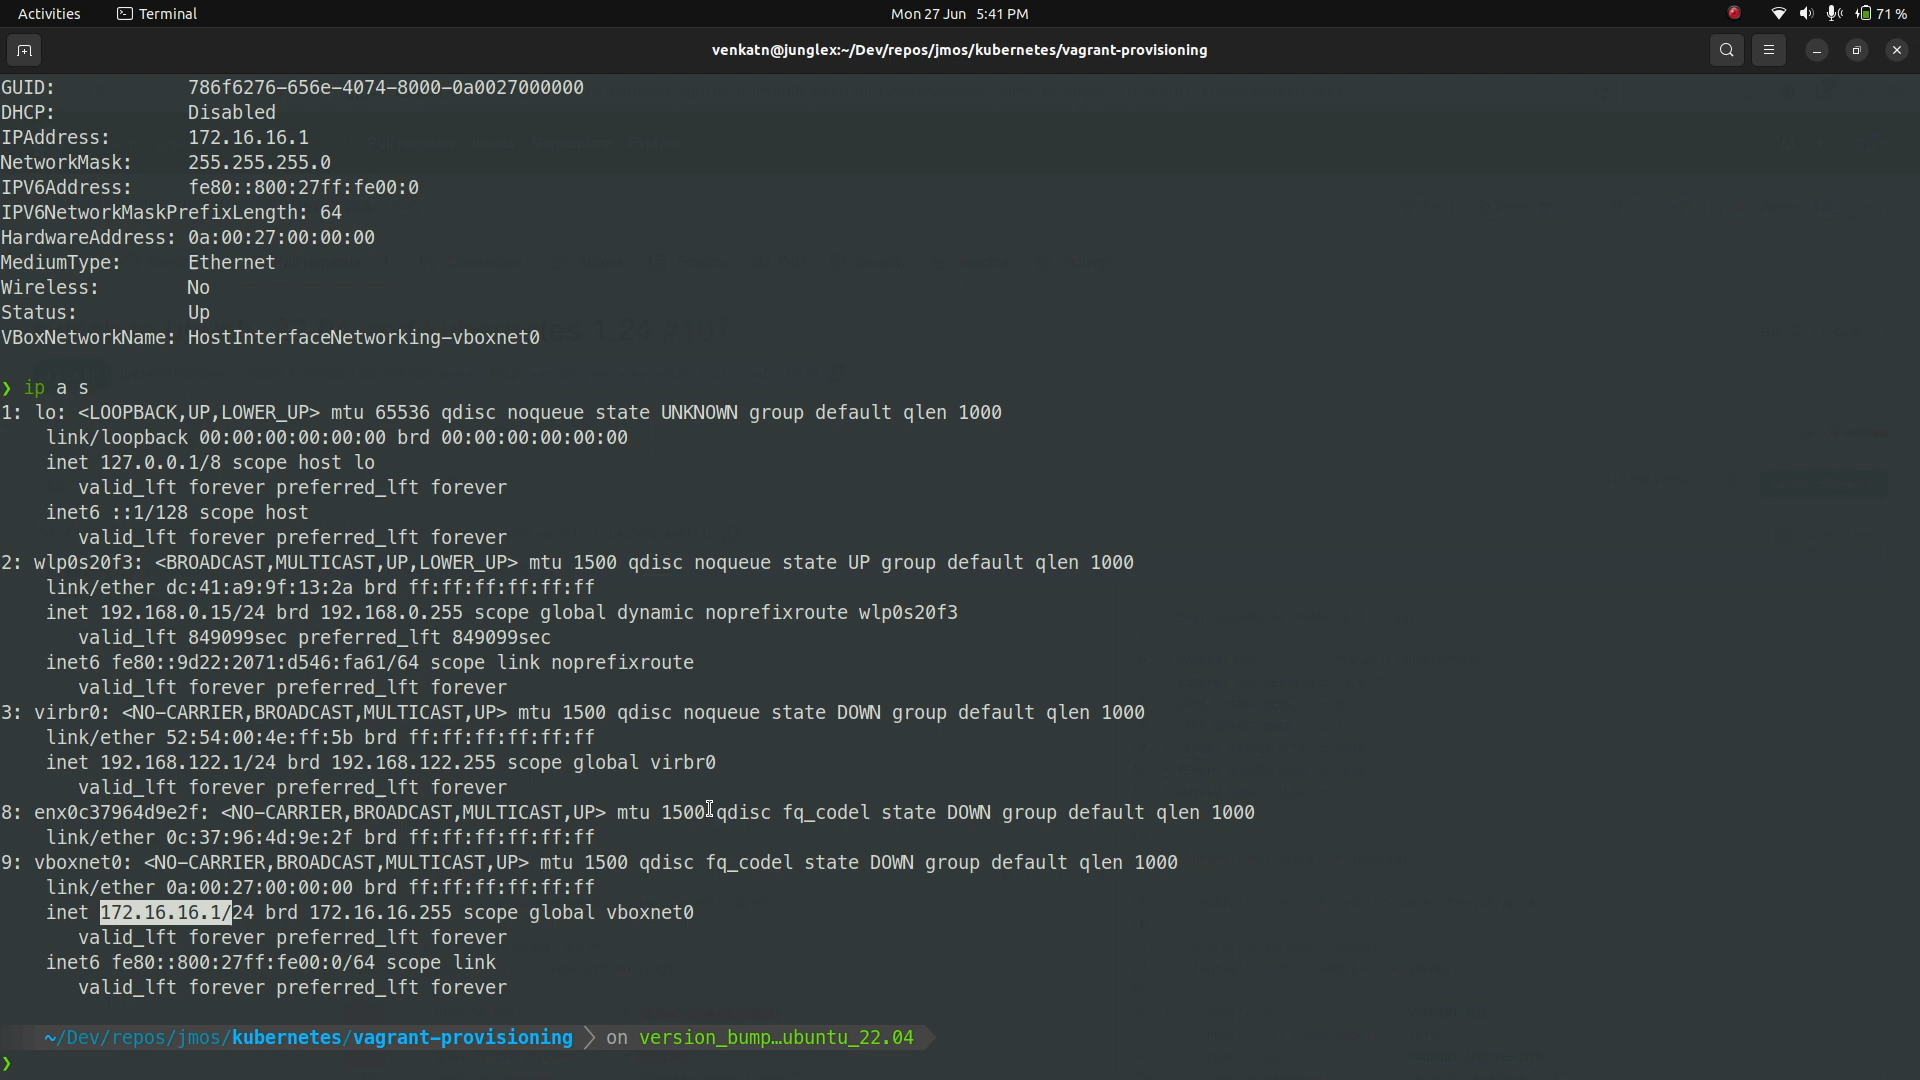 Activities
Terminal
Mon 27 Jun 5:41 PM
71 %
venkatn@junglex:~/Dev/repos/jmos/kubernetes/vagrant-provisioning
GUID: 786f6276-656e-4074-8000-0a0027000000
DHCP: Disabled
IPAddress: 172.16.16.1
NetworkMask: 255.255.255.0
IPV6Address: fe80::800:27ff:fe00:0
IPV6NetworkMaskPrefixLength: 64
HardwareAddress: 0a:00:27:00:00:00
MediumType: Ethernet
Wireless: No
Status: Up
VBoxNetworkName: HostInterfaceNetworking-vboxnet0
❯ ip a s
1: lo: <LOOPBACK,UP,LOWER_UP> mtu 65536 qdisc noqueue state UNKNOWN group default qlen 1000
link/loopback 00:00:00:00:00:00 brd 00:00:00:00:00:00
inet 127.0.0.1/8 scope host lo
valid_lft forever preferred_lft forever
inet6 ::1/128 scope host
valid_lft forever preferred_lft forever
2: wlp0s20f3: <BROADCAST,MULTICAST,UP,LOWER_UP> mtu 1500 qdisc noqueue state UP group default qlen 1000
link/ether dc:41:a9:9f:13:2a brd ff:ff:ff:ff:ff:ff
inet 192.168.0.15/24 brd 192.168.0.255 scope global dynamic noprefixroute wlp0s20f3
valid_lft 849099sec preferred_lft 849099sec
inet6 fe80::9d22:2071:d546:fa61/64 scope link noprefixroute
valid_lft forever preferred_lft forever
3: virbr0: <NO-CARRIER,BROADCAST,MULTICAST,UP> mtu 1500 qdisc noqueue state DOWN group default qlen 1000
link/ether 52:54:00:4e:ff:5b brd ff:ff:ff:ff:ff:ff
inet 192.168.122.1/24 brd 192.168.122.255 scope global virbr0
valid_lft forever preferred_lft forever
8: enx0c37964d9e2f: <NO-CARRIER,BROADCAST,MULTICAST,UP> mtu 1500 qdisc fq_codel state DOWN group default qlen 1000
link/ether 0c:37:96:4d:9e:2f brd ff:ff:ff:ff:ff:ff
9: vboxnet0: <NO-CARRIER,BROADCAST,MULTICAST,UP> mtu 1500 qdisc fq_codel state DOWN group default qlen 1000
link/ether 0a:00:27:00:00:00 brd ff:ff:ff:ff:ff:ff
inet 172.16.16.1/24 brd 172.16.16.255 scope global vboxnet0
valid_lft forever preferred_lft forever
inet6 fe80::800:27ff:fe00:0/64 scope link
valid_lft forever preferred_lft forever
~/Dev/repos/jmos/kubernetes/vagrant-provisioning on version_bump…ubuntu_22.04
❯